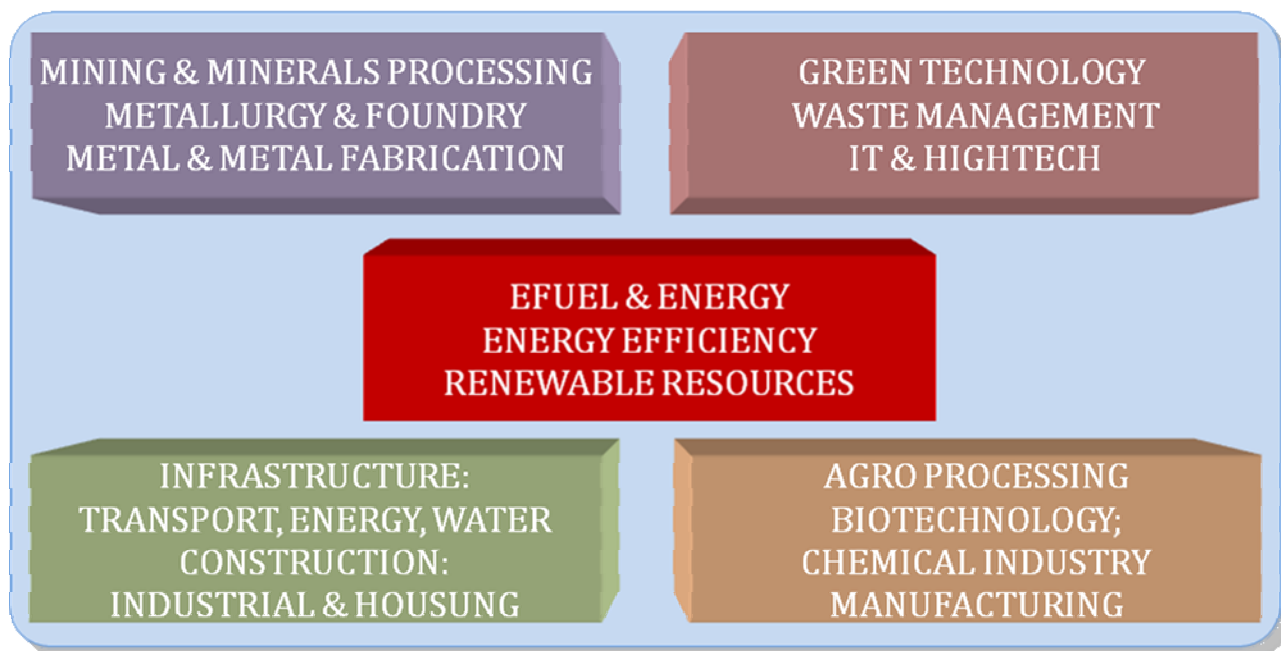 MINING & MINERALS PROCESSING
METALLURGY & FOUNDRY
METAL & METAL FABRICATION
GREEN TECHNOLOGY
WASTE MANAGEMENT
IT & HIGHTECH
EFUEL & ENERGY
ENERGY EFFICIENCY
RENEWABLE RESOURCES
INFRASTRUCTURE:
TRANSPORT, ENERGY, WATER
CONSTRUCTION:
INDUSTRIAL & HOUSUNG
AGRO PROCESSING
BIOTECHNOLOGY;
CHEMICAL INDUSTRY
MANUFACTURING